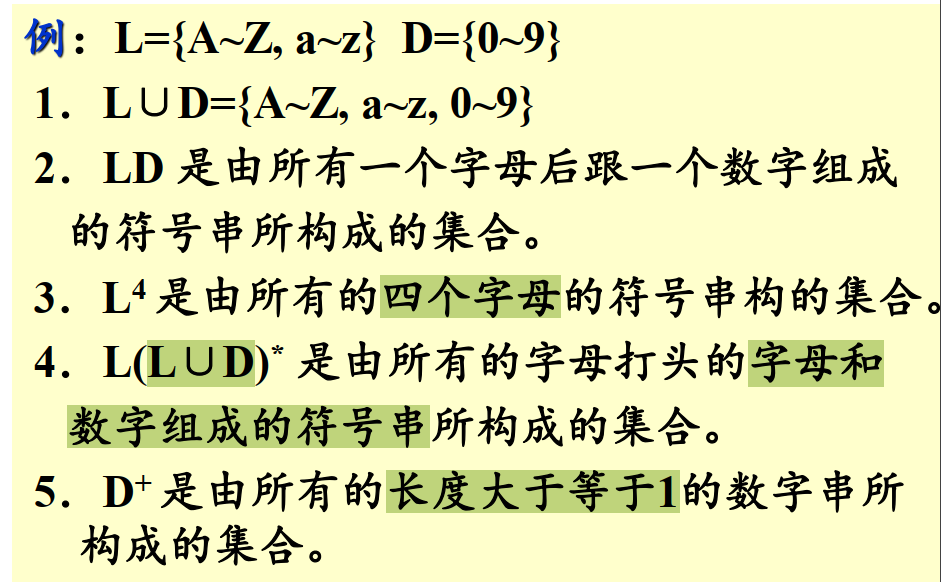 例：L={A~Z, a~z} D={0~9}
1．L∪D={A~Z, a~z, 0~9}
2．LD 是由所有一个字母后跟一个数字组成
的符号串所构成的集合。
3．L⁴ 是由所有的四个字母的符号串构的集合。
4．L(L∪D)* 是由所有的字母打头的字母和
数字组成的符号串所构成的集合。
5．D⁺ 是由所有的长度大于等于1的数字串所
构成的集合。